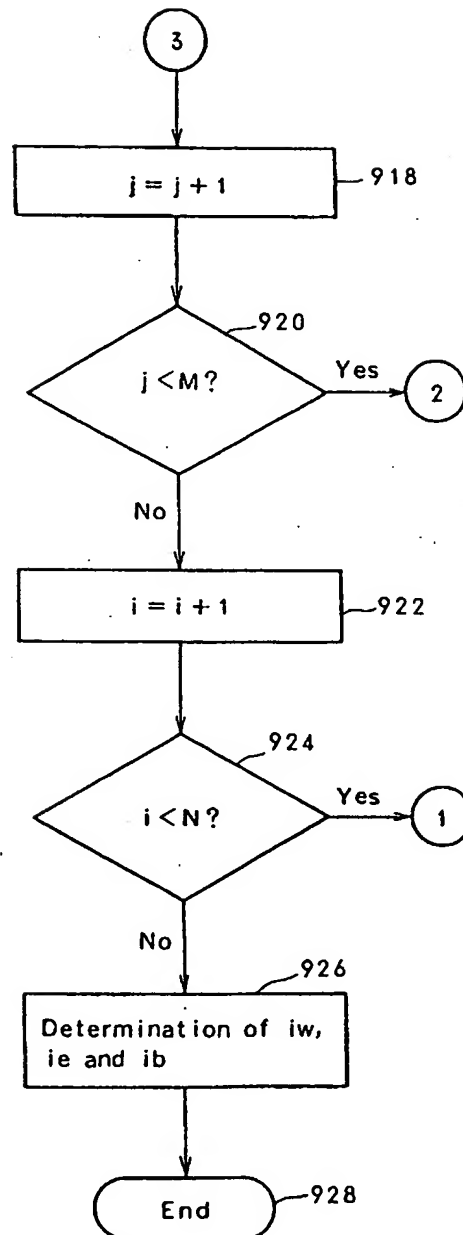 3
j = j + 1
918
920
j < M?
Yes
2
No
i = i + 1
922
924
i < N?
Yes
1
No
926
Determination of iw,
ie and ib
End
928